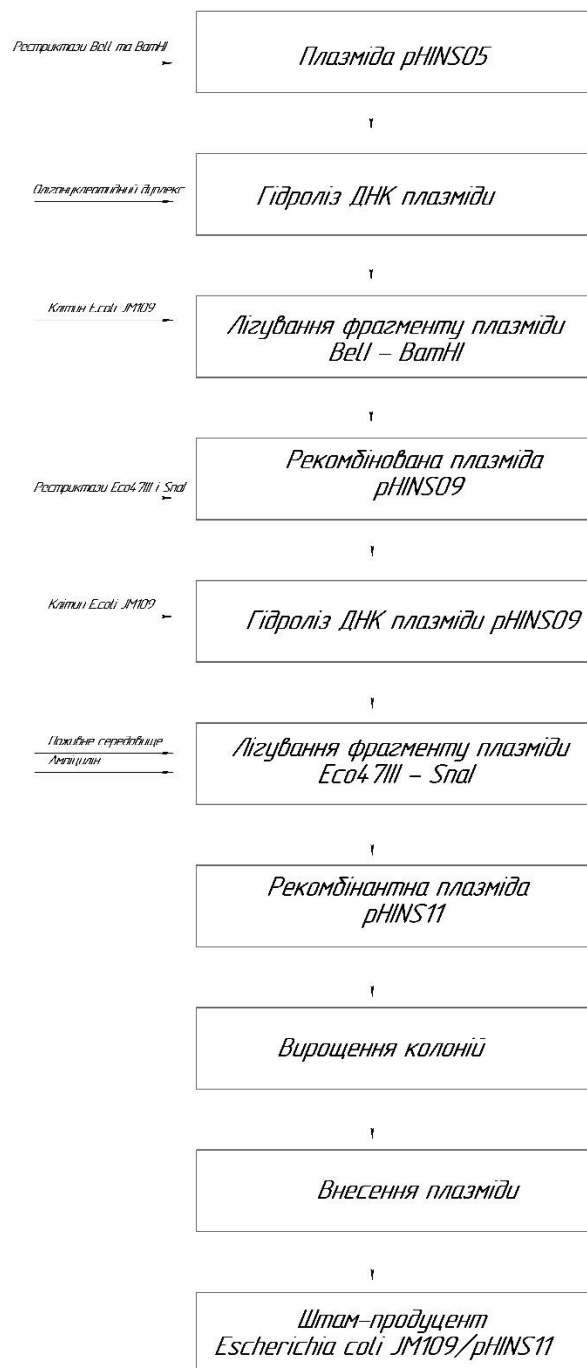 Рестриктази Bell та BamHI
Плазміда pHINS05
Олігонуклеотидний дуплекс
Гідроліз ДНК плазміди
Клітин E.coli JM109
Лігування фрагменту плазміди
Bell – BamHI
Рекомбінована плазміда
pHINS09
Рестриктази Eco47III і SnaI
Клітин E.coli JM109
Гідроліз ДНК плазміди pHINS09
Поживне середовище
Ампіцилін
Лігування фрагменту плазміди
Eco47III – SnaI
Рекомбінантна плазміда
pHINS11
Вирощення колоній
Внесення плазміди
Штам-продуцент
Escherichia coli JM109/pHINS11